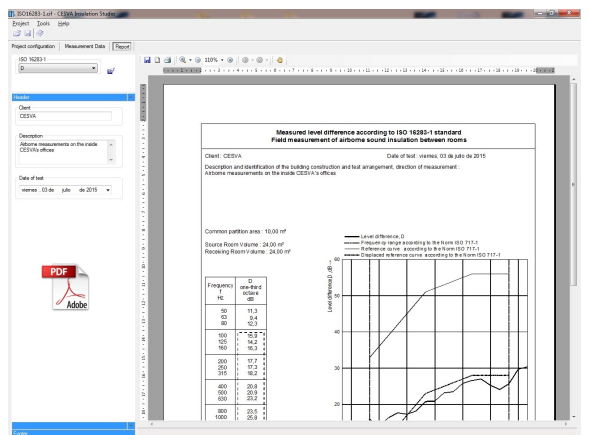 ISO16283-1.cif - CESVA Insulation Studio
Project Tools Help
Project configuration Measurement Data Report
ISO 16283-1
D
110%
Header
Client
CESVA
Description
Airborne measurements on the inside
CESVA's offices
Date of test
viernes , 03 de julio de 2015
PDF
Adobe
Footer
Measured level difference according to ISO 16283-1 standard
Field measurement of airborne sound insulation between rooms
Client: CESVA Date of test: viernes, 03 de julio de 2015
Description and identification of the building construction and test arrangement, direction of measurement :
Airborne measurements on the inside CESVA's offices
Common partition area : 10,00 m²
Source Room Volume : 24,00 m³
Receiving Room Volume : 24,00 m³
Level difference, D
Frequency range according to the Norm ISO 717-1
Reference curve according to the Norm ISO 717-1
Displaced reference curve according to the Norm ISO 717-1
Frequency
f
Hz
D
one-third
octave
dB
50 11,3
63 9,4
80 12,3
100 15,9
125 14,2
160 16,3
200 17,7
250 17,3
315 18,2
400 20,8
500 20,9
630 23,2
800 23,5
1000 25,8
Level difference D, dB→
60
50
40
30
20